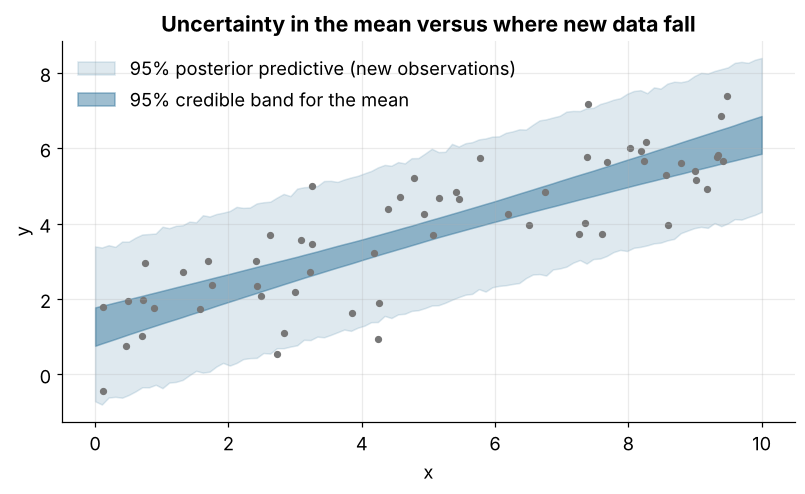 Uncertainty in the mean versus where new data fall
95% posterior predictive (new observations)
95% credible band for the mean
y
8
6
4
2
0
0 2 4 6 8 10
x